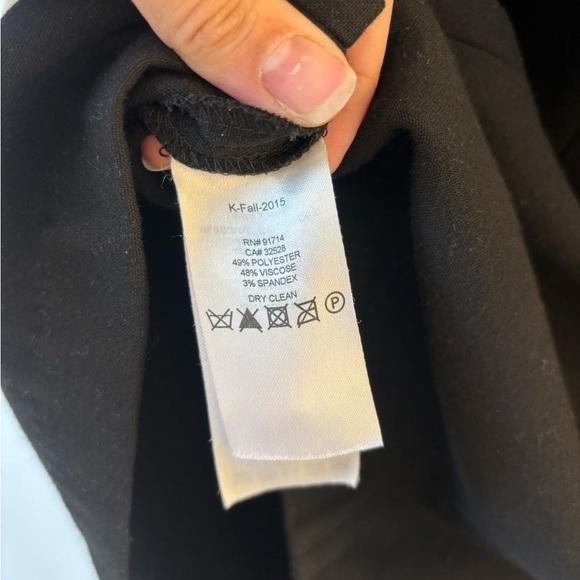 K-Fall-2015
RN# 91714
CA# 32528
49% POLYESTER
48% VISCOSE
3% SPANDEX
DRY CLEAN
P